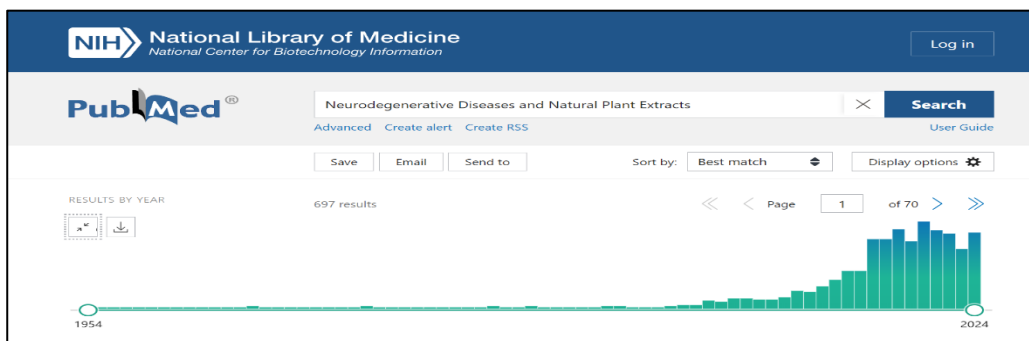 NIH National Library of Medicine
National Center for Biotechnology Information
Log in
PubMed®
Neurodegenerative Diseases and Natural Plant Extracts
Search
Advanced Create alert Create RSS
User Guide
Save Email Send to
Sort by: Best match
Display options
RESULTS BY YEAR
697 results
Page 1 of 70
1954
2024